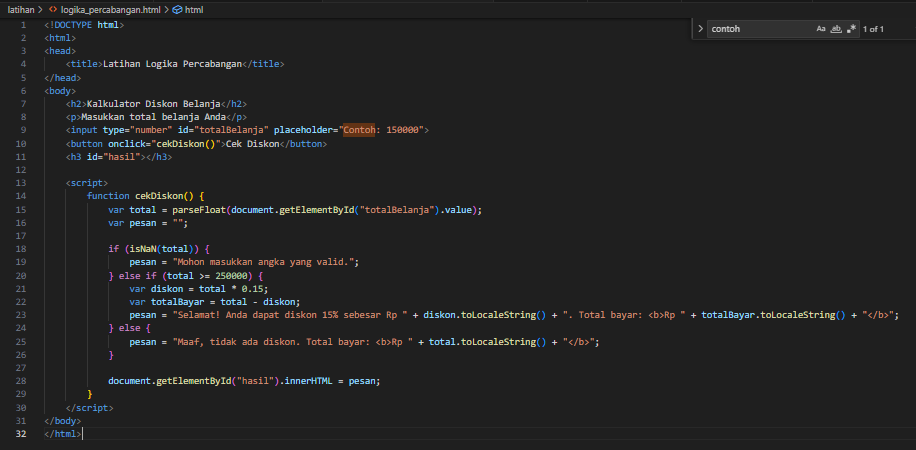 latihan > <> logika_percabangan.html > html
contoh Aa ab .* 1 of 1
1 <!DOCTYPE html>
2 <html>
3 <head>
4     <title>Latihan Logika Percabangan</title>
5 </head>
6 <body>
7     <h2>Kalkulator Diskon Belanja</h2>
8     <p>Masukkan total belanja Anda</p>
9     <input type="number" id="totalBelanja" placeholder="Contoh: 150000">
10     <button onclick="cekDiskon()">Cek Diskon</button>
11     <h3 id="hasil"></h3>
12
13     <script>
14         function cekDiskon() {
15             var total = parseFloat(document.getElementById("totalBelanja").value);
16             var pesan = "";
17
18             if (isNaN(total)) {
19                 pesan = "Mohon masukkan angka yang valid.";
20             } else if (total >= 250000) {
21                 var diskon = total * 0.15;
22                 var totalBayar = total - diskon;
23                 pesan = "Selamat! Anda dapat diskon 15% sebesar Rp " + diskon.toLocaleString() + ". Total bayar: <b>Rp " + totalBayar.toLocaleString() + "</b>";
24             } else {
25                 pesan = "Maaf, tidak ada diskon. Total bayar: <b>Rp " + total.toLocaleString() + "</b>";
26             }
27
28             document.getElementById("hasil").innerHTML = pesan;
29         }
30     </script>
31 </body>
32 </html>